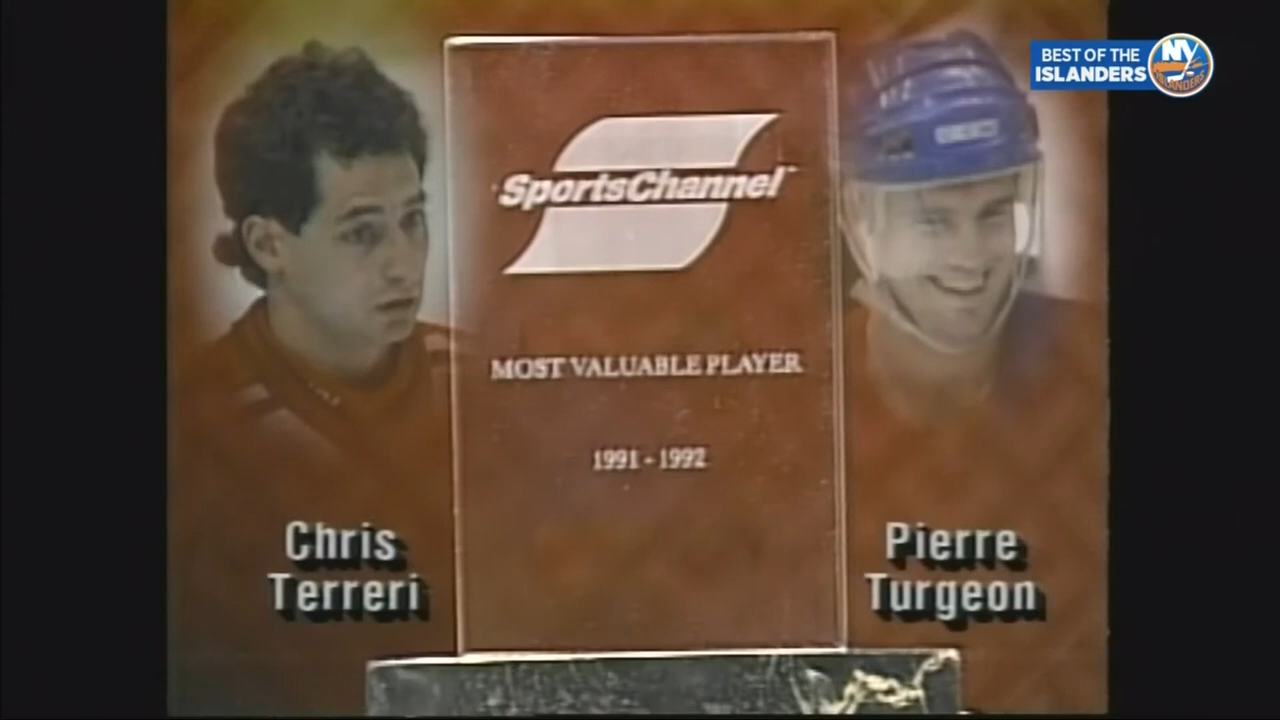 BEST OF THE
ISLANDERS
NY
ISLANDERS
SportsChannel
MOST VALUABLE PLAYER
1991 - 1992
Chris
Terreri
Pierre
Turgeon